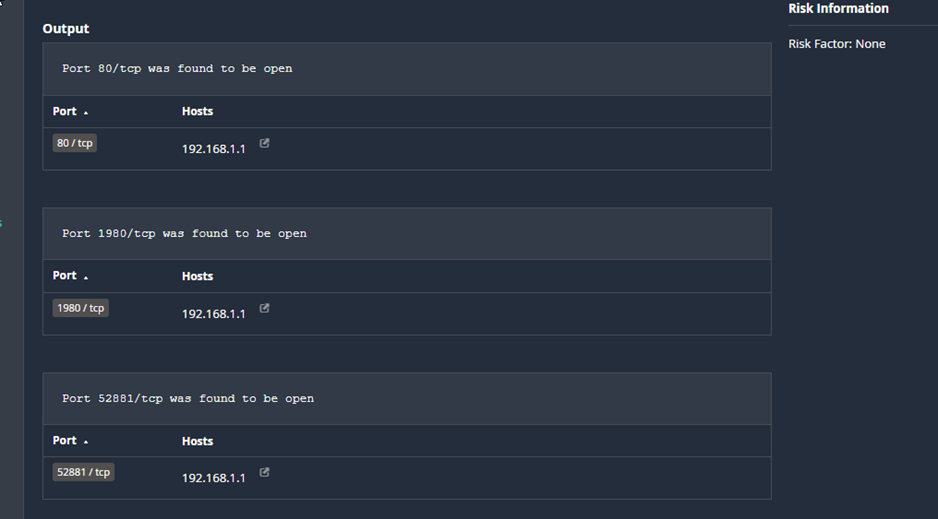 Risk Information
Output
Risk Factor: None
Port 80/tcp was found to be open
Port Hosts
80 / tcp 192.168.1.1
Port 1980/tcp was found to be open
Port Hosts
1980 / tcp 192.168.1.1
Port 52881/tcp was found to be open
Port Hosts
52881 / tcp 192.168.1.1